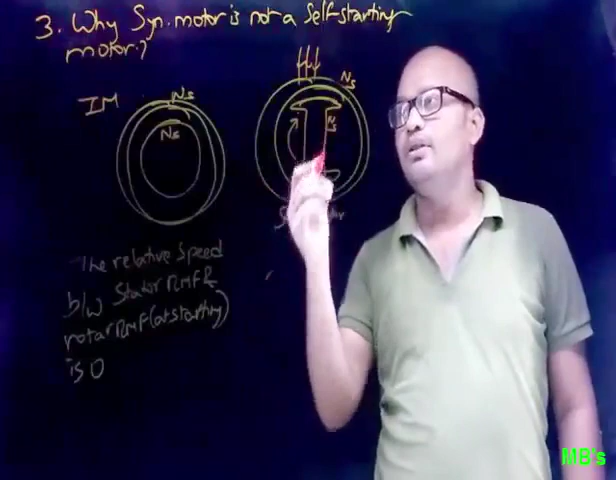 3. Why Syn. motor is not a Self-starting
motor.?
IM
Ns
Ns
Ns
Ns
The relative Speed
b/w Stator RMF &
rotor RMF (at starting)
is 0
MB's